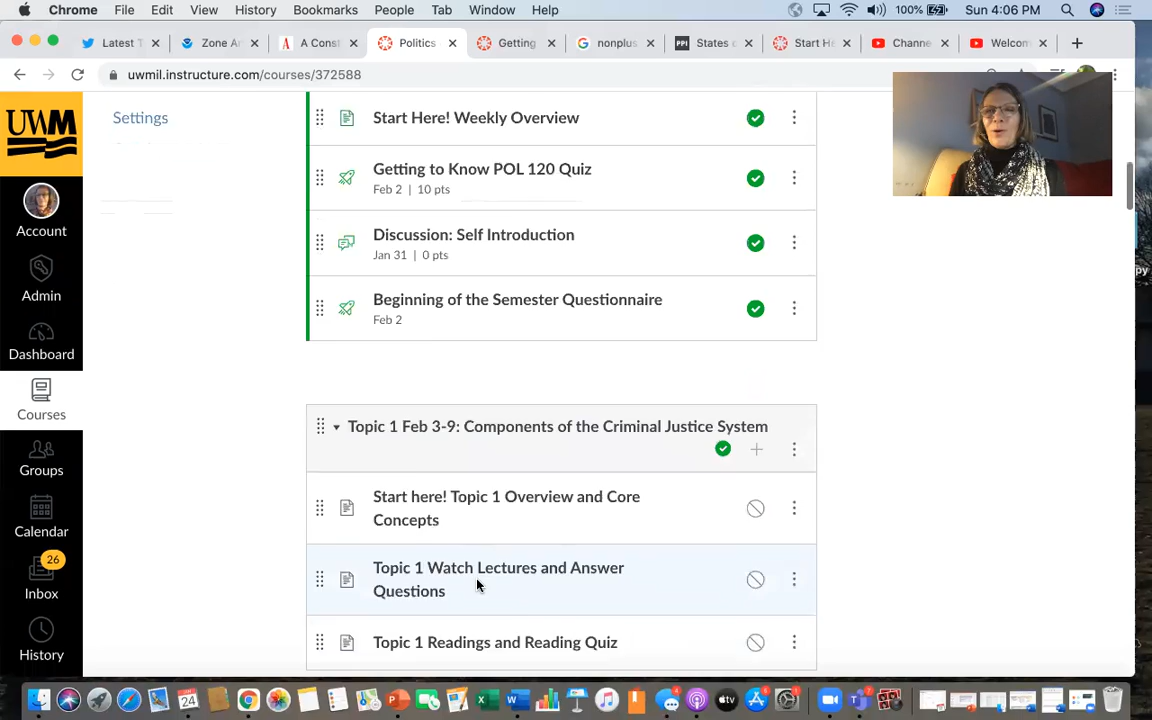 Chrome File Edit View History Bookmarks People Tab Window Help 100% Sun 4:06 PM
Latest T Zone Ar A Const Politics Getting nonplus PPI States c Start He Channe Welcom
uwmil.instructure.com/courses/372588
UWM
Settings
Start Here! Weekly Overview
Getting to Know POL 120 Quiz
Feb 2 | 10 pts
Account
Discussion: Self Introduction
Jan 31 | 0 pts
Admin
Beginning of the Semester Questionnaire
Feb 2
Dashboard
Courses
Topic 1 Feb 3-9: Components of the Criminal Justice System
Groups
Start here! Topic 1 Overview and Core
Concepts
Calendar
26
Topic 1 Watch Lectures and Answer
Questions
Inbox
Topic 1 Readings and Reading Quiz
History
24
tv